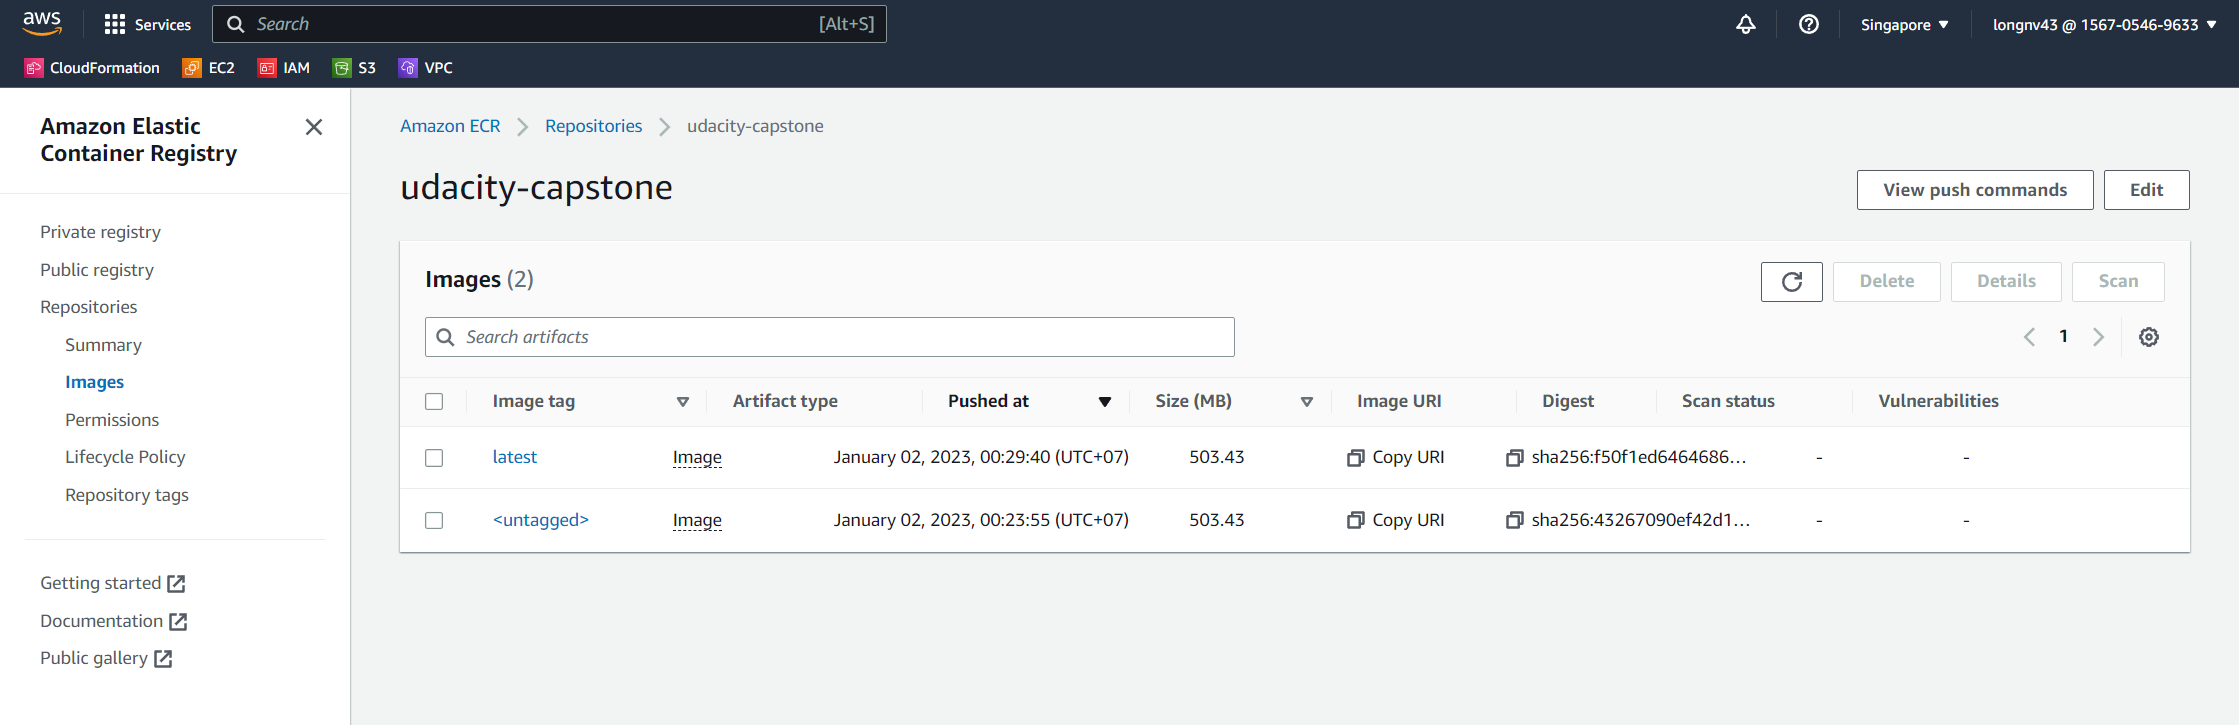 aws Services Search [Alt+S] Singapore longnv43 @ 1567-0546-9633
CloudFormation EC2 IAM S3 VPC
Amazon Elastic
Container Registry
Private registry
Public registry
Repositories
Summary
Images
Permissions
Lifecycle Policy
Repository tags
Getting started
Documentation
Public gallery
Amazon ECR Repositories udacity-capstone
udacity-capstone View push commands Edit
Images (2) Delete Details Scan
Search artifacts 1
Image tag Artifact type Pushed at Size (MB) Image URI Digest Scan status Vulnerabilities
latest Image January 02, 2023, 00:29:40 (UTC+07) 503.43 Copy URI sha256:f50f1ed6464686... - -
<untagged> Image January 02, 2023, 00:23:55 (UTC+07) 503.43 Copy URI sha256:43267090ef42d1... - -